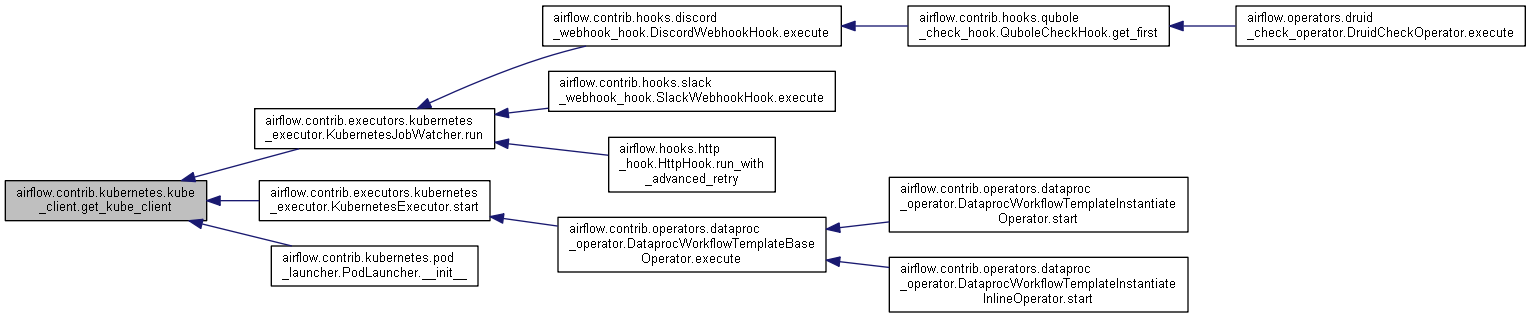 airflow.contrib.hooks.discord
_webhook_hook.DiscordWebhookHook.execute
airflow.contrib.hooks.qubole
_check_hook.QuboleCheckHook.get_first
airflow.operators.druid
_check_operator.DruidCheckOperator.execute
airflow.contrib.hooks.slack
_webhook_hook.SlackWebhookHook.execute
airflow.contrib.executors.kubernetes
_executor.KubernetesJobWatcher.run
airflow.hooks.http
_hook.HttpHook.run_with
_advanced_retry
airflow.contrib.kubernetes.kube
_client.get_kube_client
airflow.contrib.executors.kubernetes
_executor.KubernetesExecutor.start
airflow.contrib.operators.dataproc
_operator.DataprocWorkflowTemplateInstantiate
Operator.start
airflow.contrib.operators.dataproc
_operator.DataprocWorkflowTemplateBase
Operator.execute
airflow.contrib.kubernetes.pod
_launcher.PodLauncher.__init__
airflow.contrib.operators.dataproc
_operator.DataprocWorkflowTemplateInstantiate
InlineOperator.start